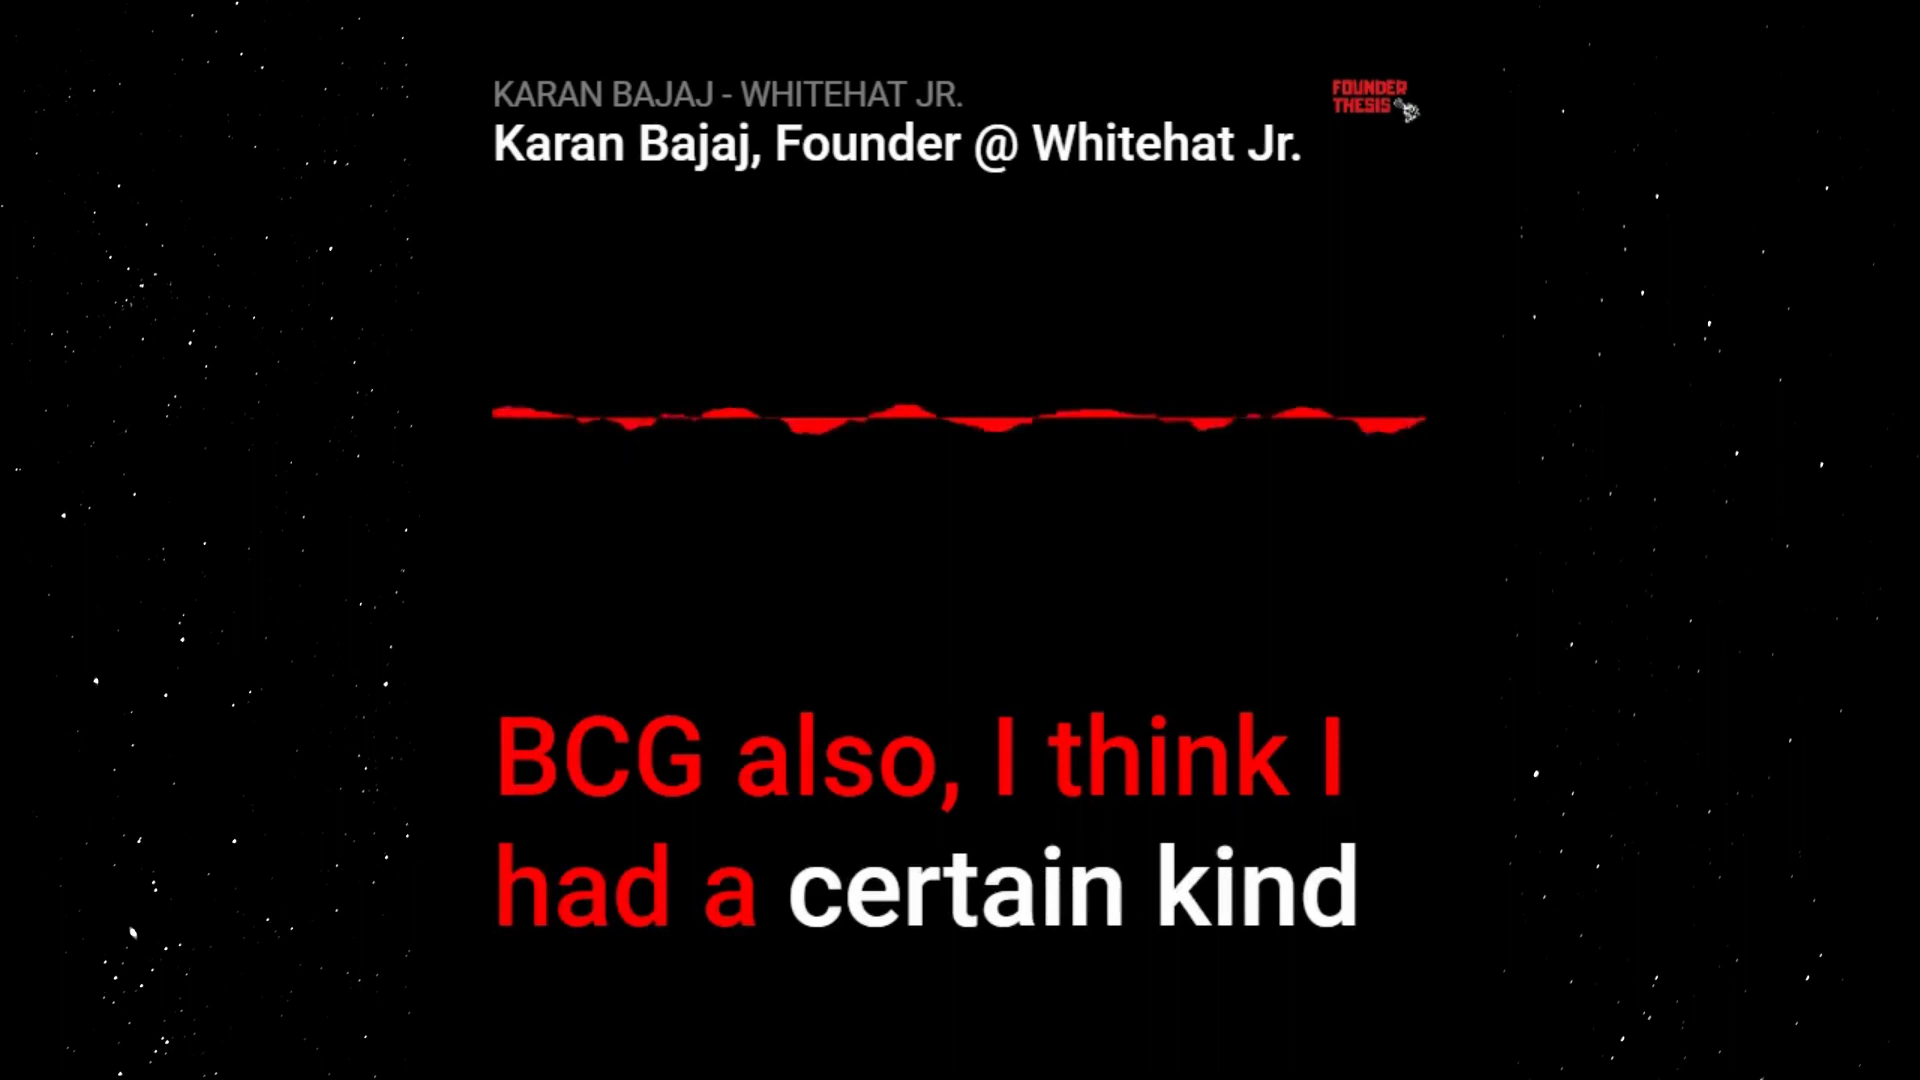 KARAN BAJAJ - WHITEHAT JR.
Karan Bajaj, Founder @ Whitehat Jr.
FOUNDER
THESIS
BCG also, I think I
had a certain kind